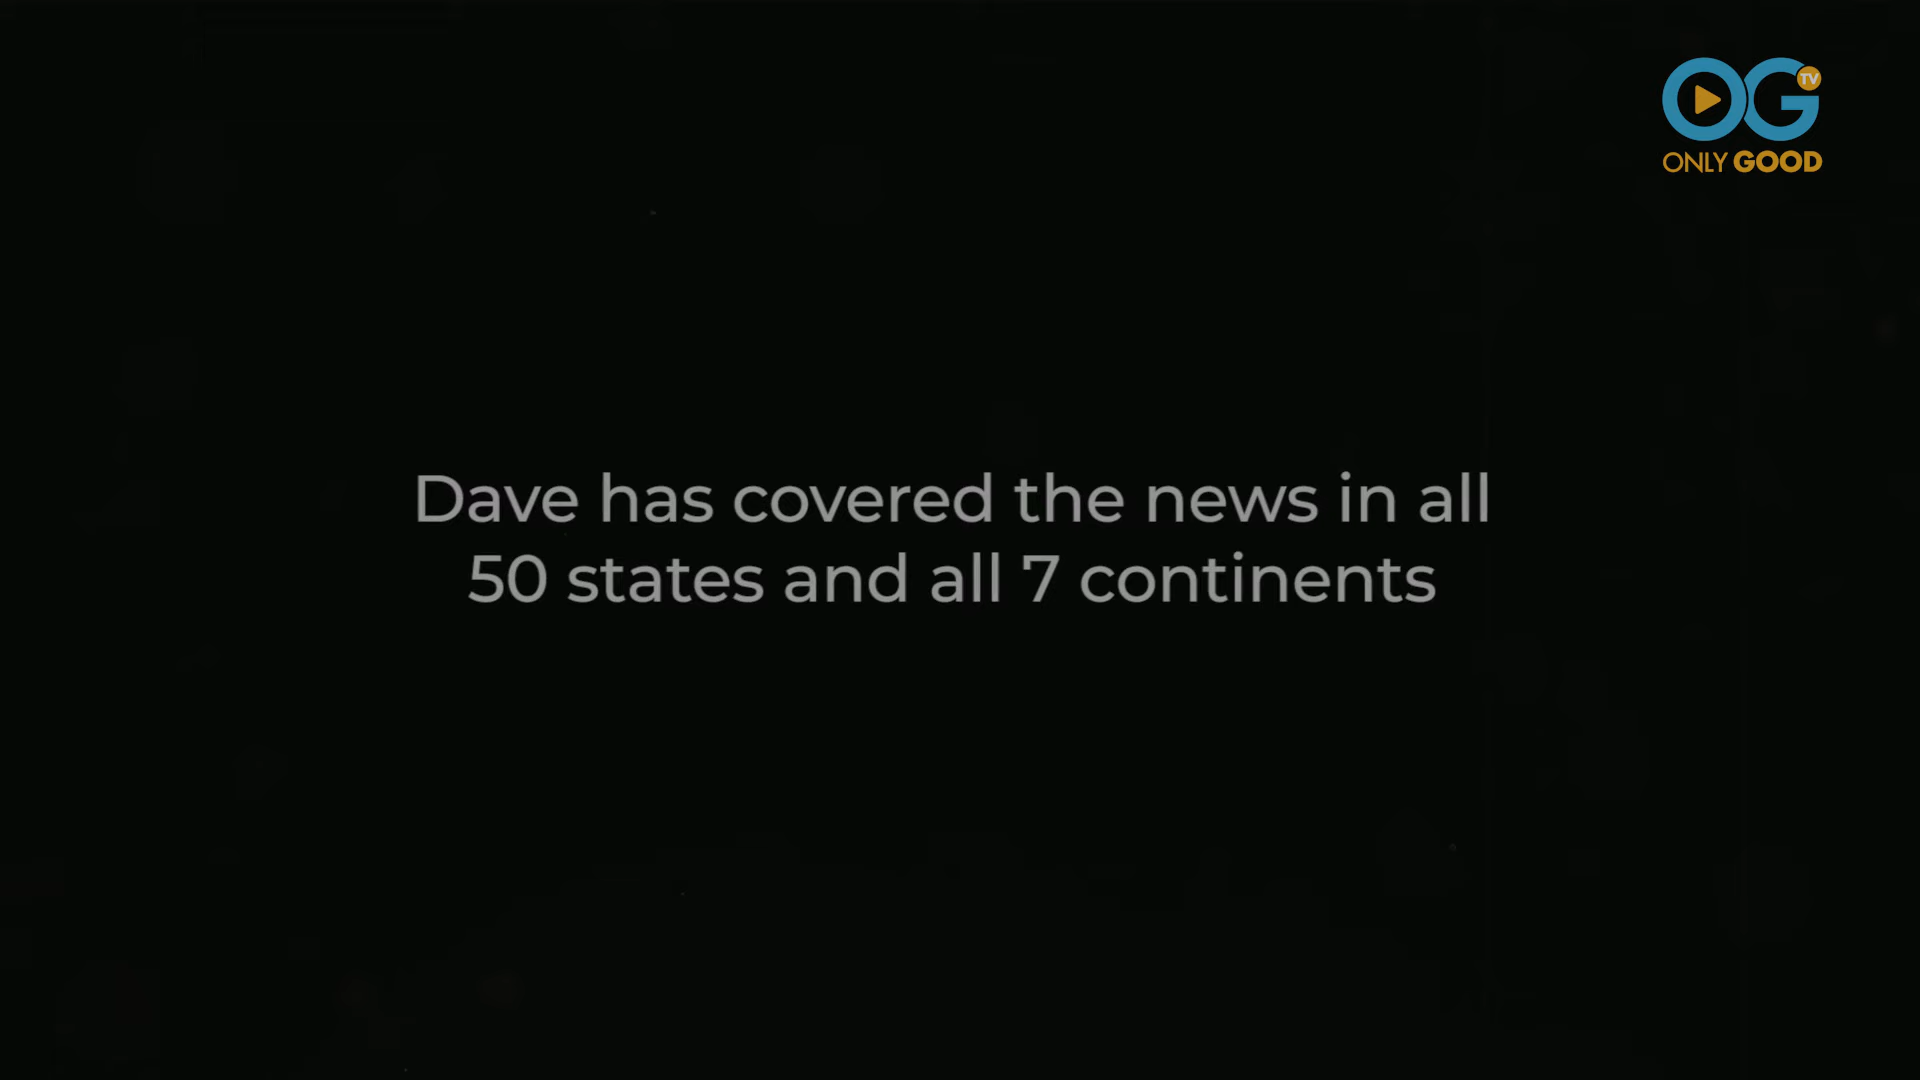 OG TV
ONLY GOOD
Dave has covered the news in all
50 states and all 7 continents